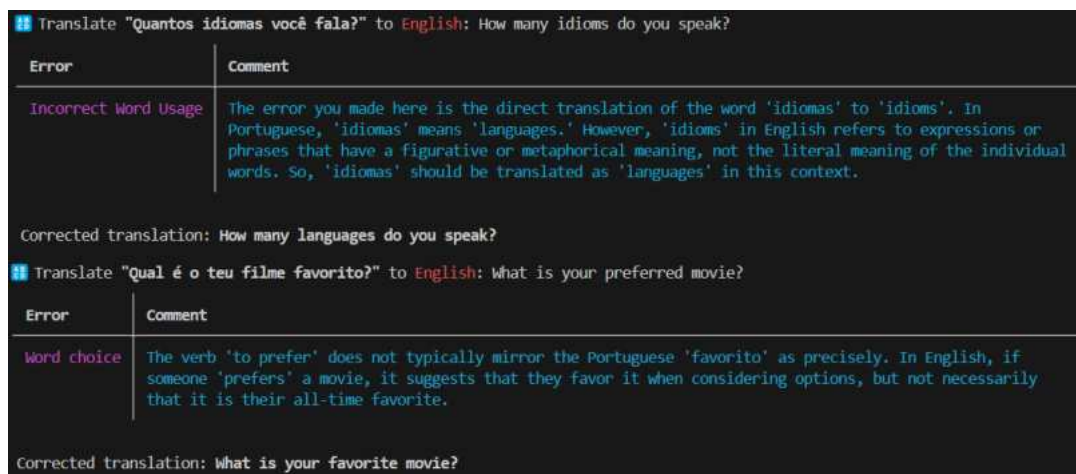 Translate "Quantos idiomas você fala?" to English: How many idioms do you speak?
Error Comment
Incorrect Word Usage The error you made here is the direct translation of the word 'idiomas' to 'idioms'. In
Portuguese, 'idiomas' means 'languages.' However, 'idioms' in English refers to expressions or
phrases that have a figurative or metaphorical meaning, not the literal meaning of the individual
words. So, 'idiomas' should be translated as 'languages' in this context.
Corrected translation: How many languages do you speak?
Translate "Qual é o teu filme favorito?" to English: What is your preferred movie?
Error Comment
Word choice The verb 'to prefer' does not typically mirror the Portuguese 'favorito' as precisely. In English, if
someone 'prefers' a movie, it suggests that they favor it when considering options, but not necessarily
that it is their all-time favorite.
Corrected translation: What is your favorite movie?